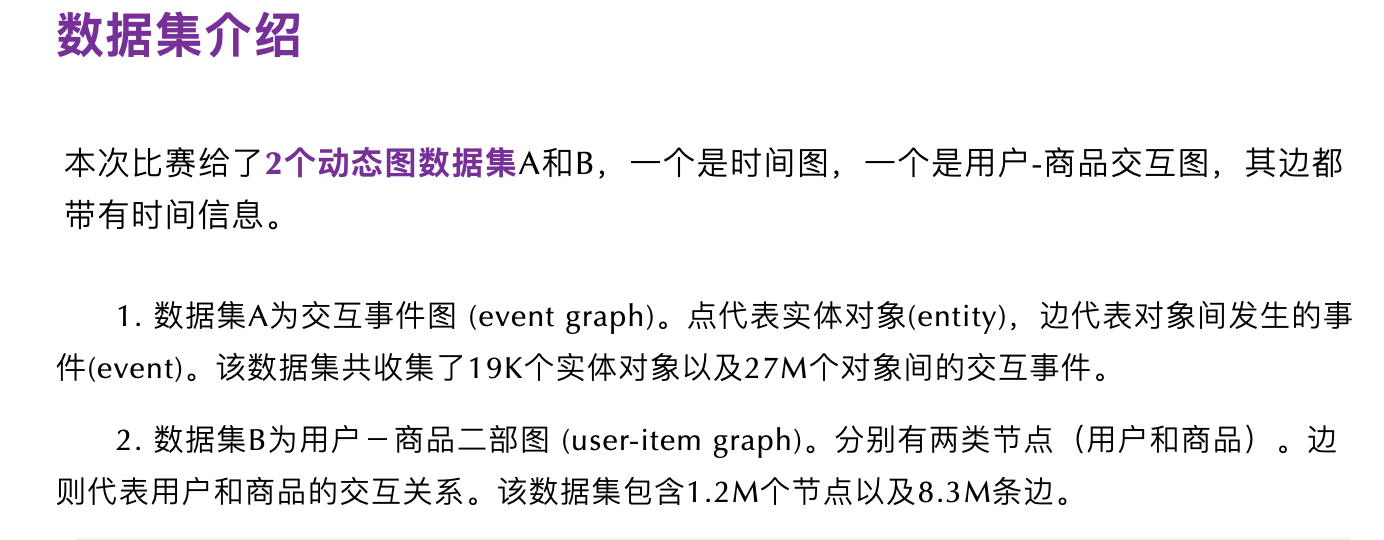 数据集介绍
本次比赛给了2个动态图数据集A和B，一个是时间图，一个是用户-商品交互图，其边都
带有时间信息。
1. 数据集A为交互事件图 (event graph)。点代表实体对象(entity)，边代表对象间发生的事
件(event)。该数据集共收集了19K个实体对象以及27M个对象间的交互事件。
2. 数据集B为用户－商品二部图 (user-item graph)。分别有两类节点（用户和商品）。边
则代表用户和商品的交互关系。该数据集包含1.2M个节点以及8.3M条边。